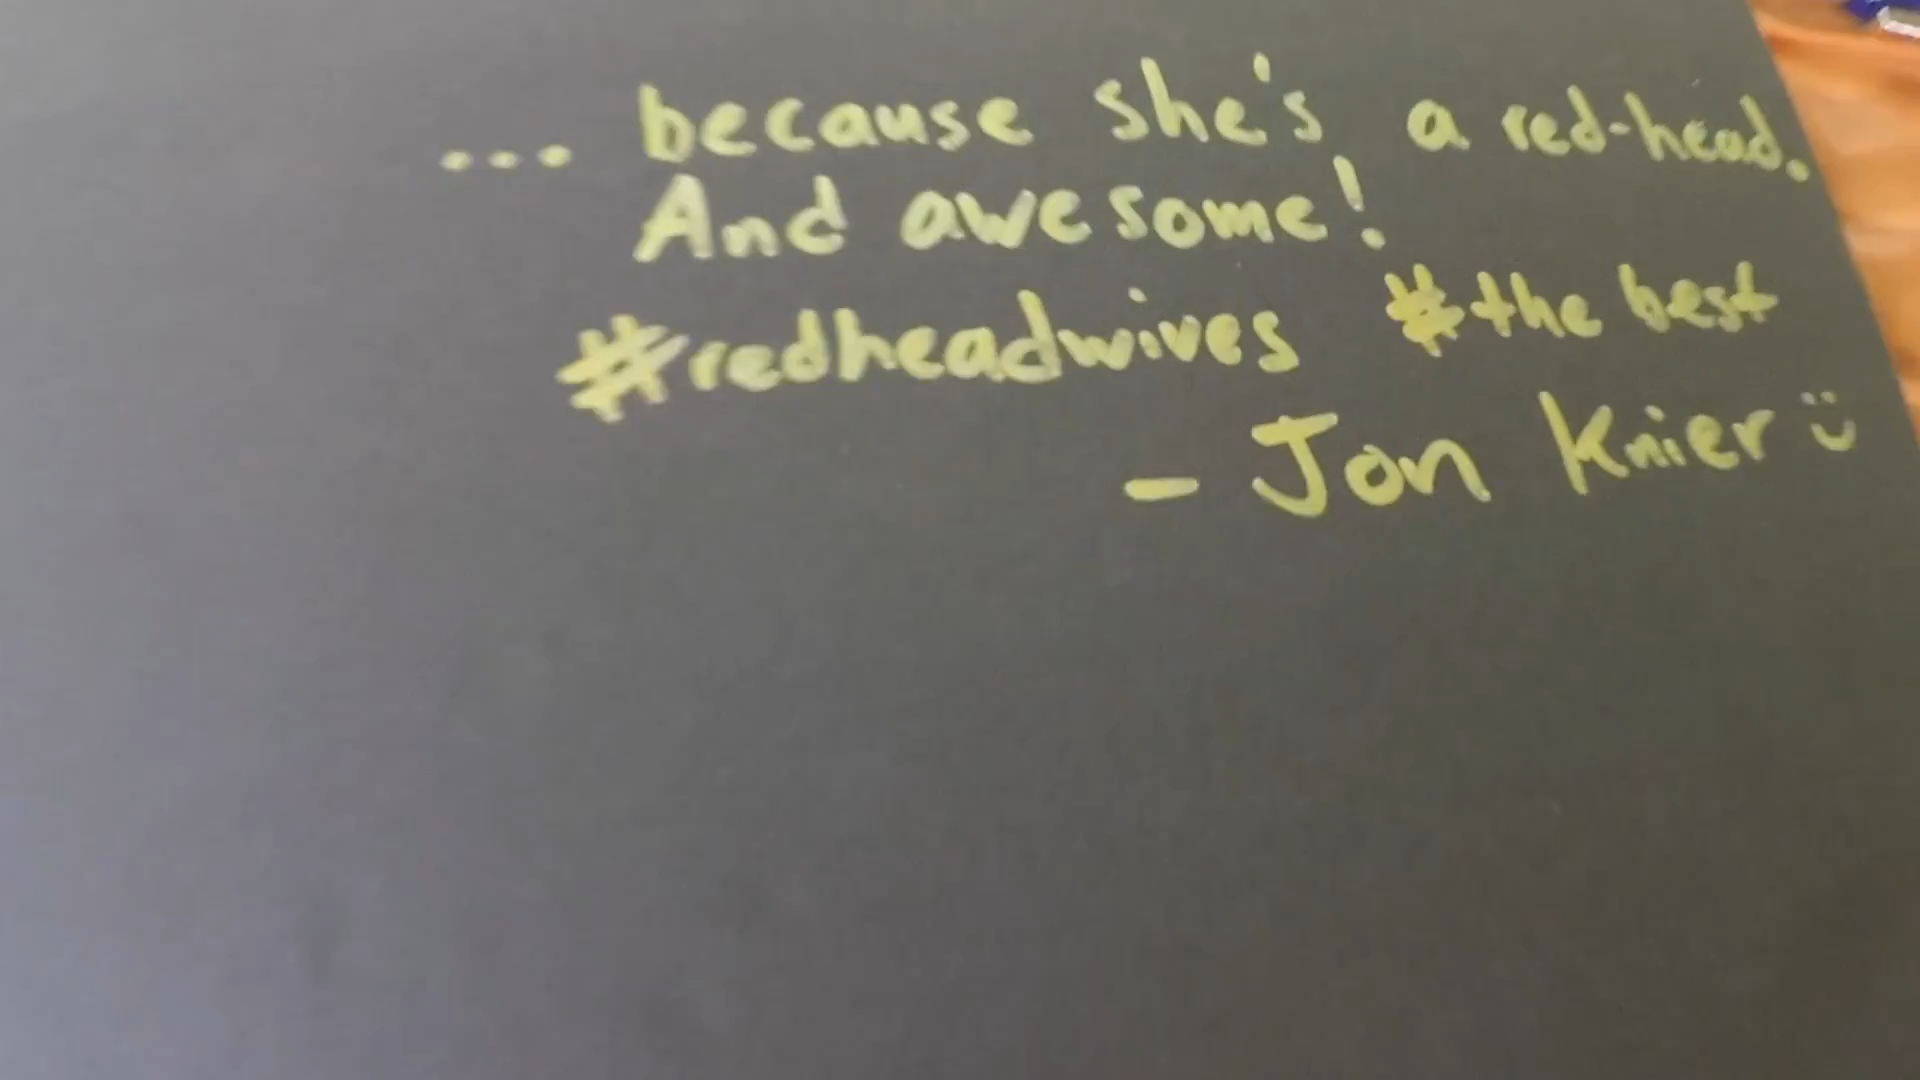 ... because she's a red-head.
And awesome!
#redheadwives #the best
- Jon Knier :)